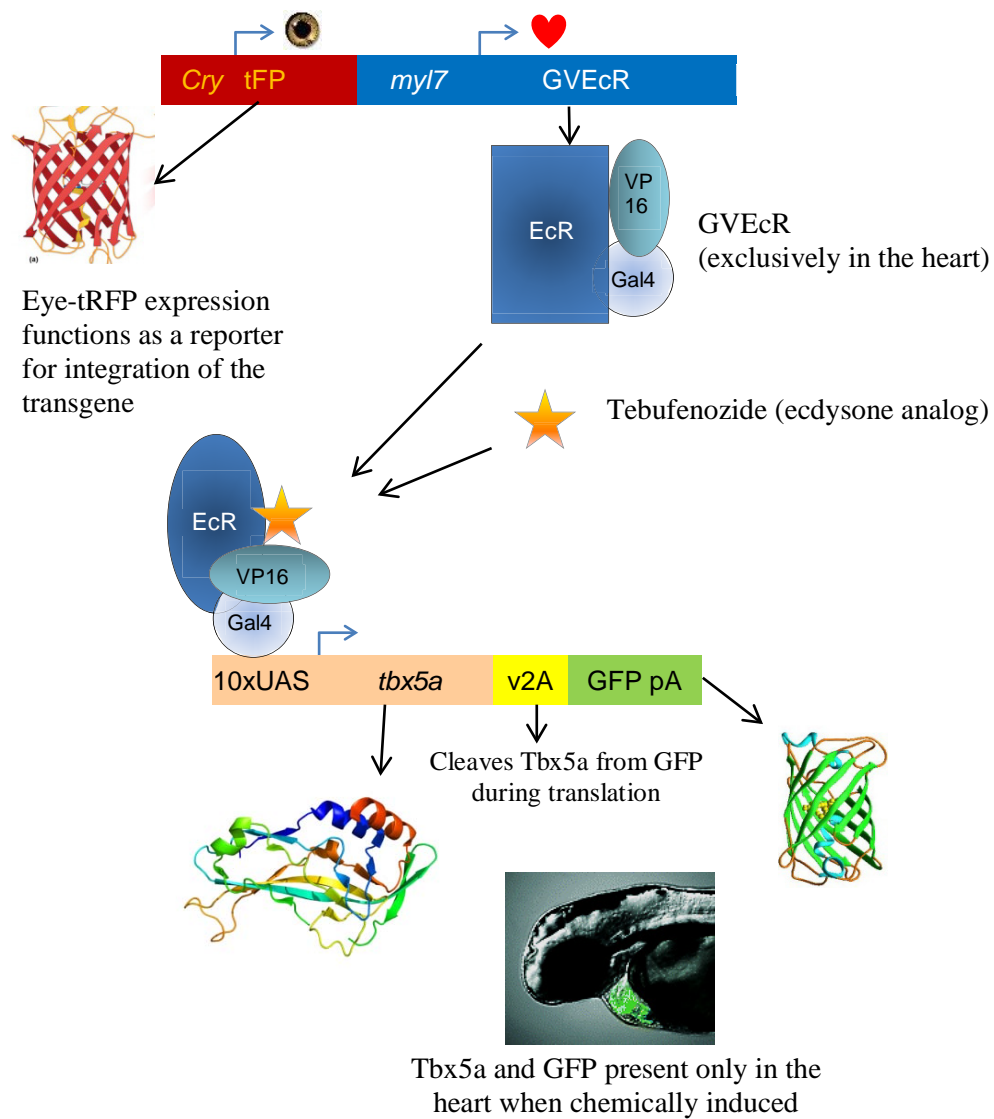 Cry tFP
myl7
GVEcR
(a)
EcR
VP
16
Gal4
GVEcR
(exclusively in the heart)
Eye-tRFP expression
functions as a reporter
for integration of the
transgene
Tebufenozide (ecdysone analog)
EcR
VP16
Gal4
10xUAS
tbx5a
v2A
GFP pA
Cleaves Tbx5a from GFP
during translation
Tbx5a and GFP present only in the
heart when chemically induced